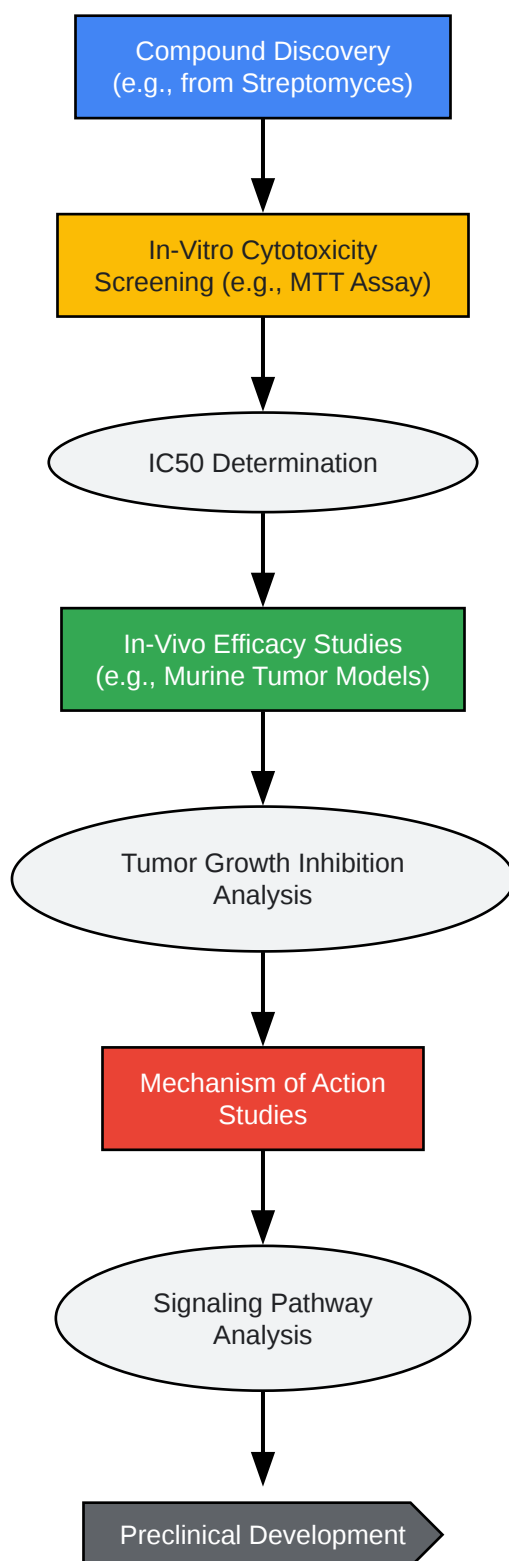 Compound Discovery
(e.g., from Streptomyces)
In-Vitro Cytotoxicity
Screening (e.g., MTT Assay)
IC50 Determination
In-Vivo Efficacy Studies
(e.g., Murine Tumor Models)
Tumor Growth Inhibition
Analysis
Mechanism of Action
Studies
Signaling Pathway
Analysis
Preclinical Development